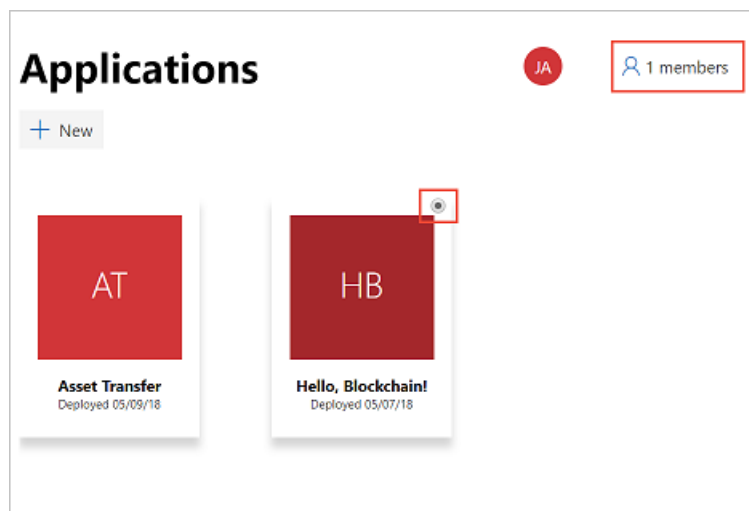 Applications
JA
1 members
New
AT
HB
Asset Transfer
Deployed 05/09/18
Hello, Blockchain!
Deployed 05/07/18